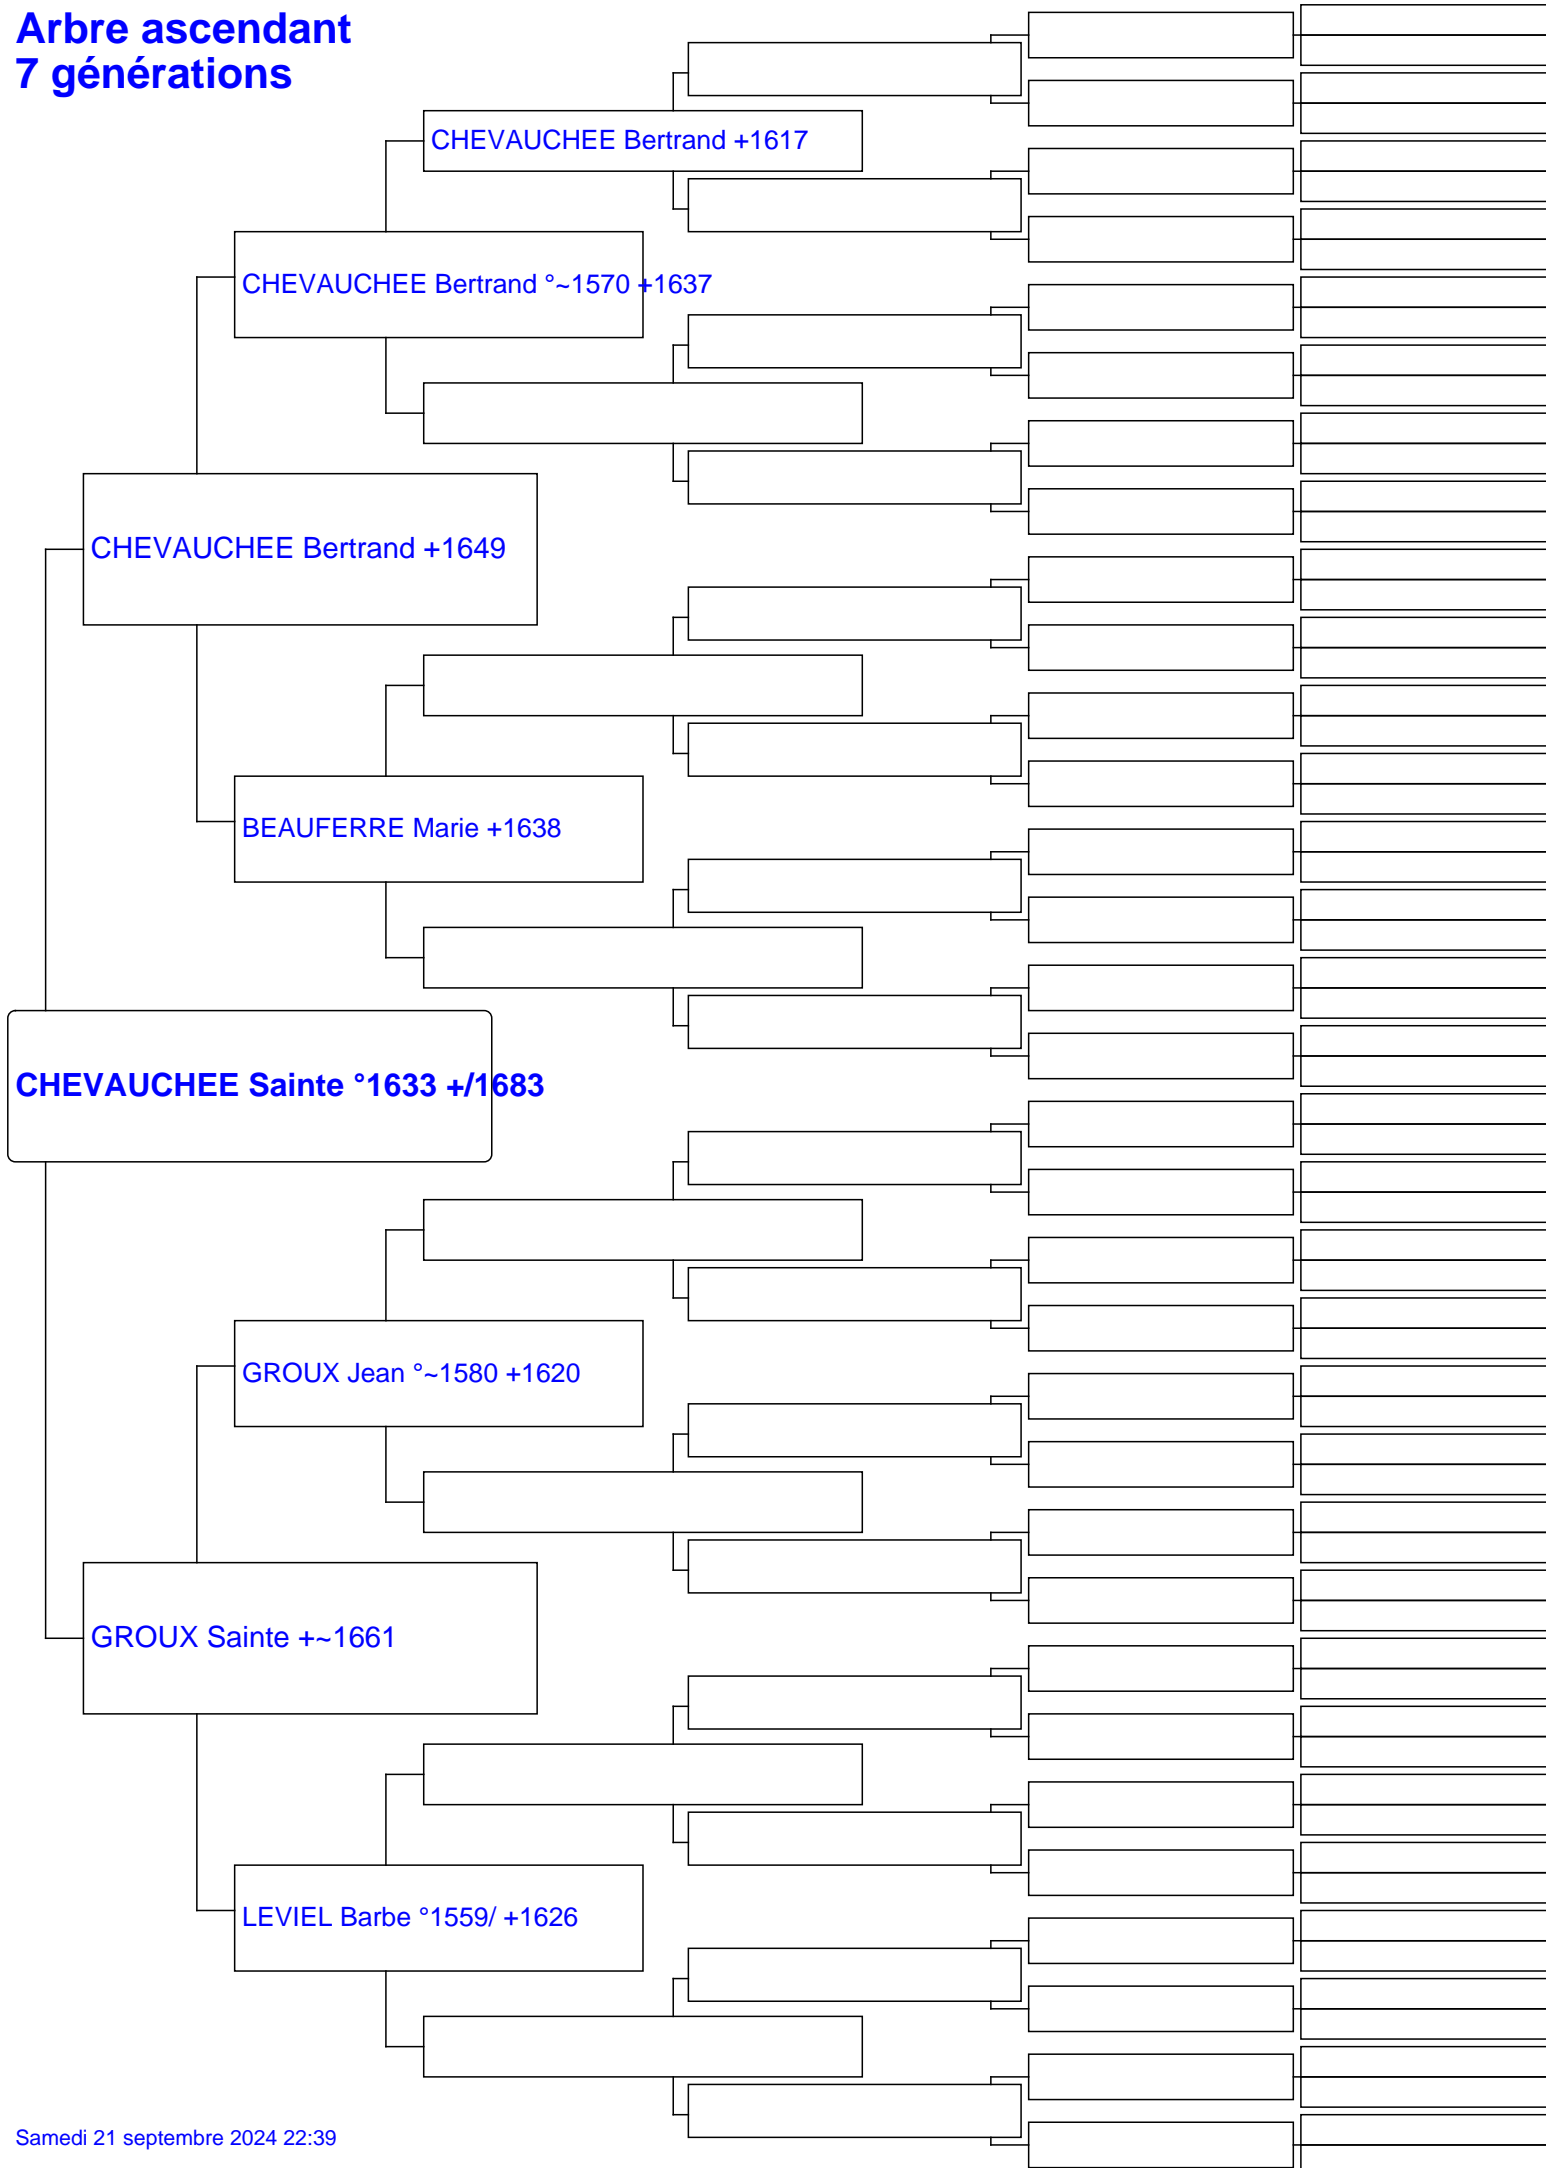 Arbre ascendant
7 générations
CHEVAUCHEE Bertrand +1617
CHEVAUCHEE Bertrand °~1570 +1637
CHEVAUCHEE Bertrand +1649
BEAUFERRE Marie +1638
CHEVAUCHEE Sainte °1633 +/1683
GROUX Jean °~1580 +1620
GROUX Sainte +~1661
LEVIEL Barbe °1559/ +1626
Samedi 21 septembre 2024 22:39